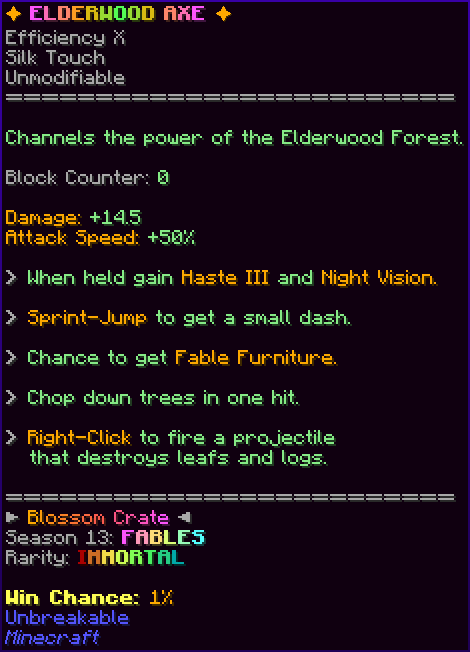 ✦ ELDERWOOD AXE ✦
Efficiency X
Silk Touch
Unmodifiable
Channels the power of the Elderwood Forest.
Block Counter: 0
Damage: +14.5
Attack Speed: +50%
> When held gain Haste III and Night Vision.
> Sprint-Jump to get a small dash.
> Chance to get Fable Furniture.
> Chop down trees in one hit.
> Right-Click to fire a projectile
that destroys leafs and logs.
► Blossom Crate ◄
Season 13: FABLES
Rarity: IMMORTAL
Win Chance: 1%
Unbreakable
Minecraft